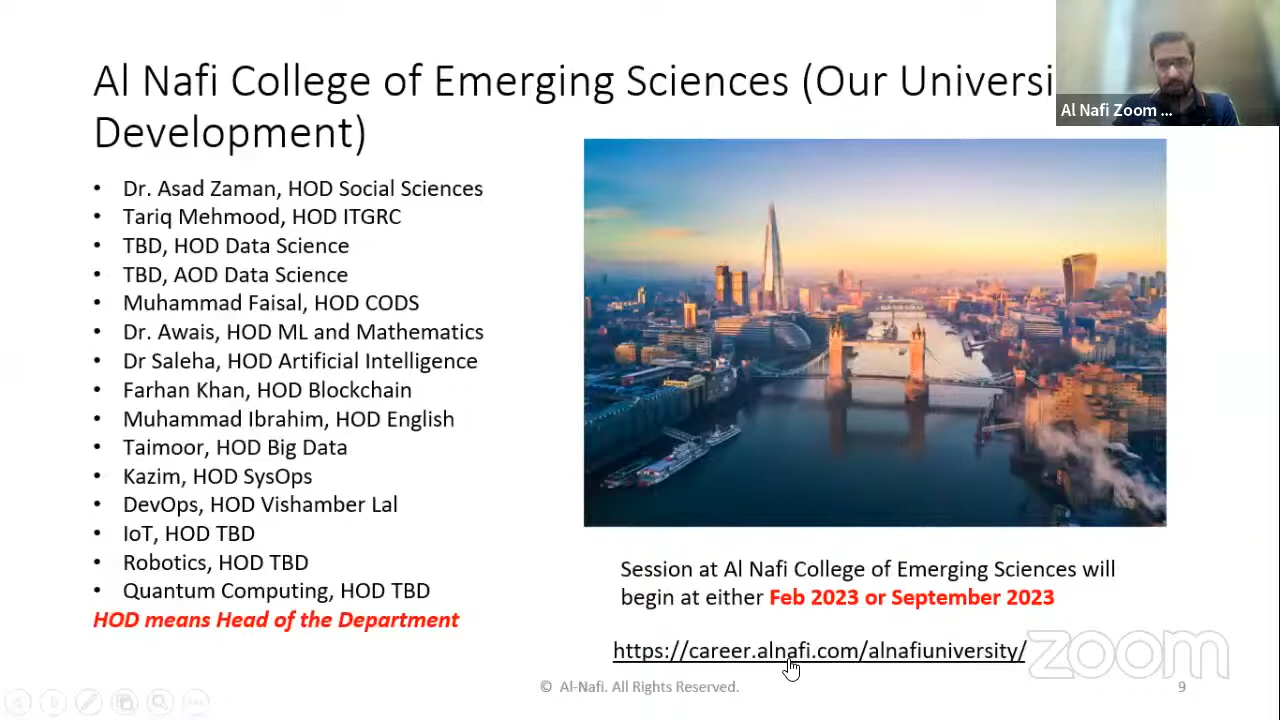 Al Nafi College of Emerging Sciences (Our Universi
Development)
Al Nafi Zoom ...
• Dr. Asad Zaman, HOD Social Sciences
• Tariq Mehmood, HOD ITGRC
• TBD, HOD Data Science
• TBD, AOD Data Science
• Muhammad Faisal, HOD CODS
• Dr. Awais, HOD ML and Mathematics
• Dr Saleha, HOD Artificial Intelligence
• Farhan Khan, HOD Blockchain
• Muhammad Ibrahim, HOD English
• Taimoor, HOD Big Data
• Kazim, HOD SysOps
• DevOps, HOD Vishamber Lal
• IoT, HOD TBD
• Robotics, HOD TBD
• Quantum Computing, HOD TBD
HOD means Head of the Department
Session at Al Nafi College of Emerging Sciences will
begin at either Feb 2023 or September 2023
https://career.alnafi.com/alnafiuniversity/
zoom
© Al-Nafi. All Rights Reserved.
9